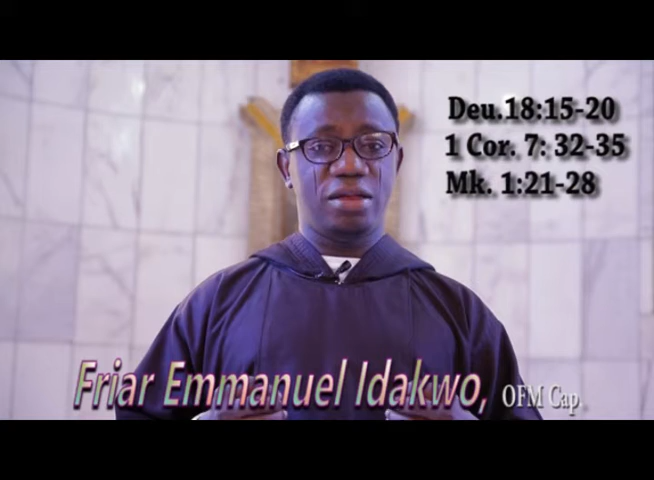 Deu.18:15-20
1 Cor. 7: 32-35
Mk. 1:21-28
Friar Emmanuel Idakwo, OFM Cap.